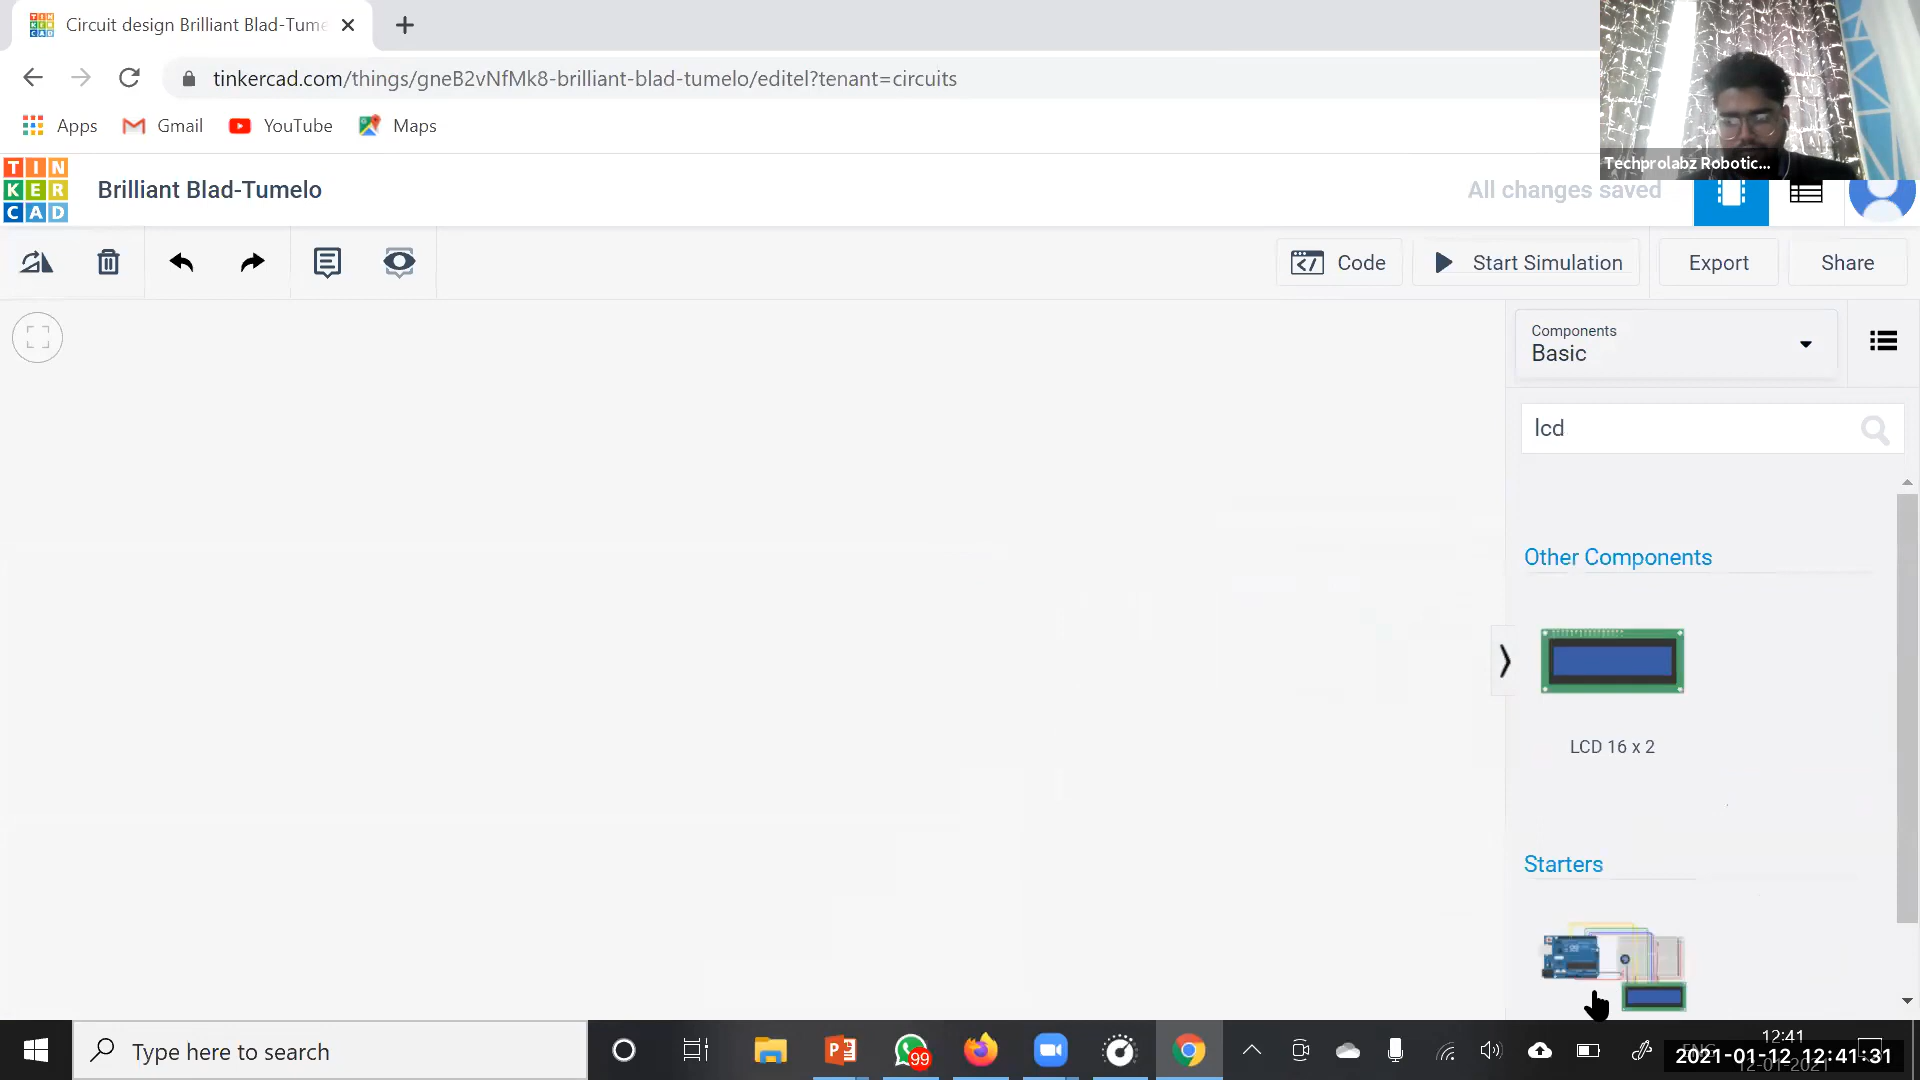 Circuit design Brilliant Blad-Tume
tinkercad.com/things/gneB2vNfMk8-brilliant-blad-tumelo/editel?tenant=circuits
Apps
Gmail
YouTube
Maps
Techprolabz Robotic...
TIN
KER
CAD
Brilliant Blad-Tumelo
All changes saved
Code
Start Simulation
Export
Share
Components
Basic
lcd
Other Components
LCD 16 x 2
Starters
Type here to search
99
12:41
2021-01-12 12:41:31
12-01-2021